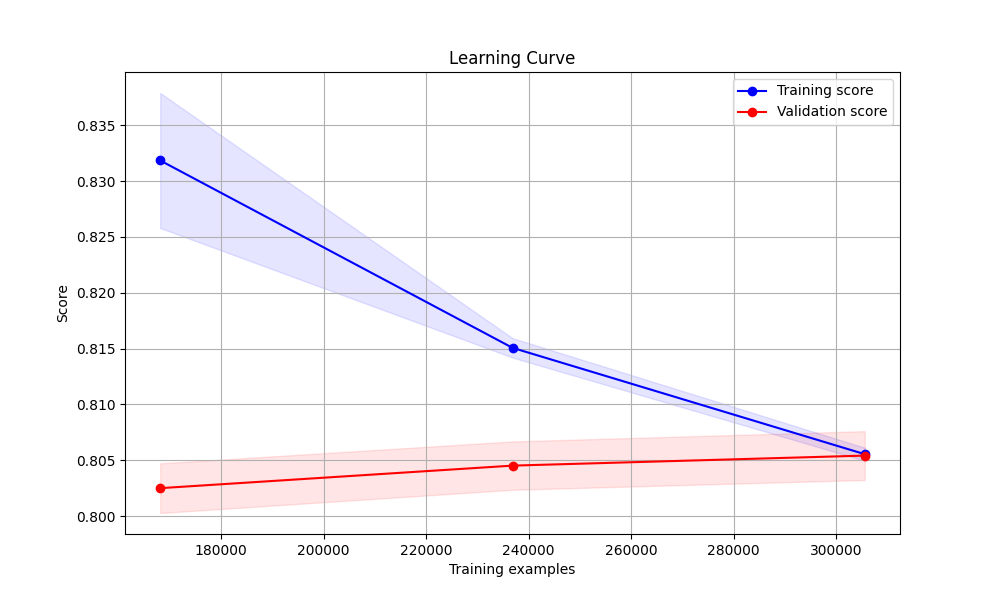 Learning Curve
Training score
Validation score
0.835
0.830
0.825
0.820
0.815
0.810
0.805
0.800
Score
180000 200000 220000 240000 260000 280000 300000
Training examples